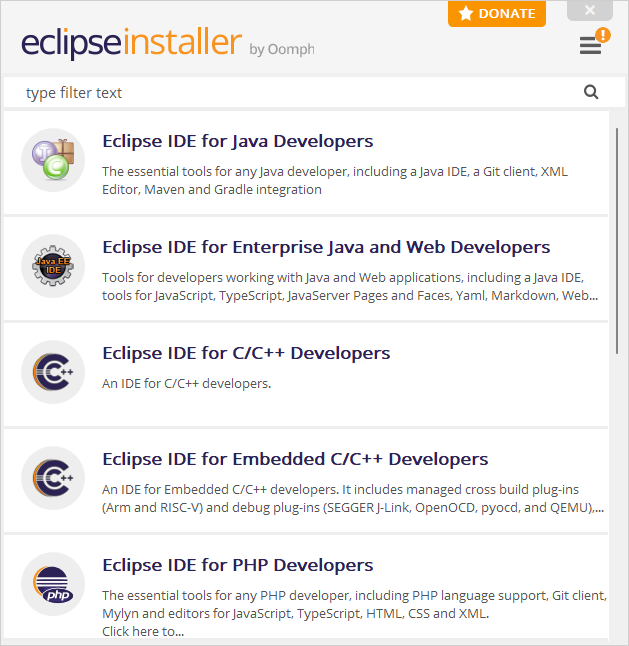 DONATE
eclipseinstaller by Oomph
!
type filter text
Eclipse IDE for Java Developers
The essential tools for any Java developer, including a Java IDE, a Git client, XML
Editor, Maven and Gradle integration
Java EE
IDE
Eclipse IDE for Enterprise Java and Web Developers
Tools for developers working with Java and Web applications, including a Java IDE,
tools for JavaScript, TypeScript, JavaServer Pages and Faces, Yaml, Markdown, Web...
C++
Eclipse IDE for C/C++ Developers
An IDE for C/C++ developers.
C++
Eclipse IDE for Embedded C/C++ Developers
An IDE for Embedded C/C++ developers. It includes managed cross build plug-ins
(Arm and RISC-V) and debug plug-ins (SEGGER J-Link, OpenOCD, pyocd, and QEMU),...
php
Eclipse IDE for PHP Developers
The essential tools for any PHP developer, including PHP language support, Git client,
Mylyn and editors for JavaScript, TypeScript, HTML, CSS and XML.
Click here to...